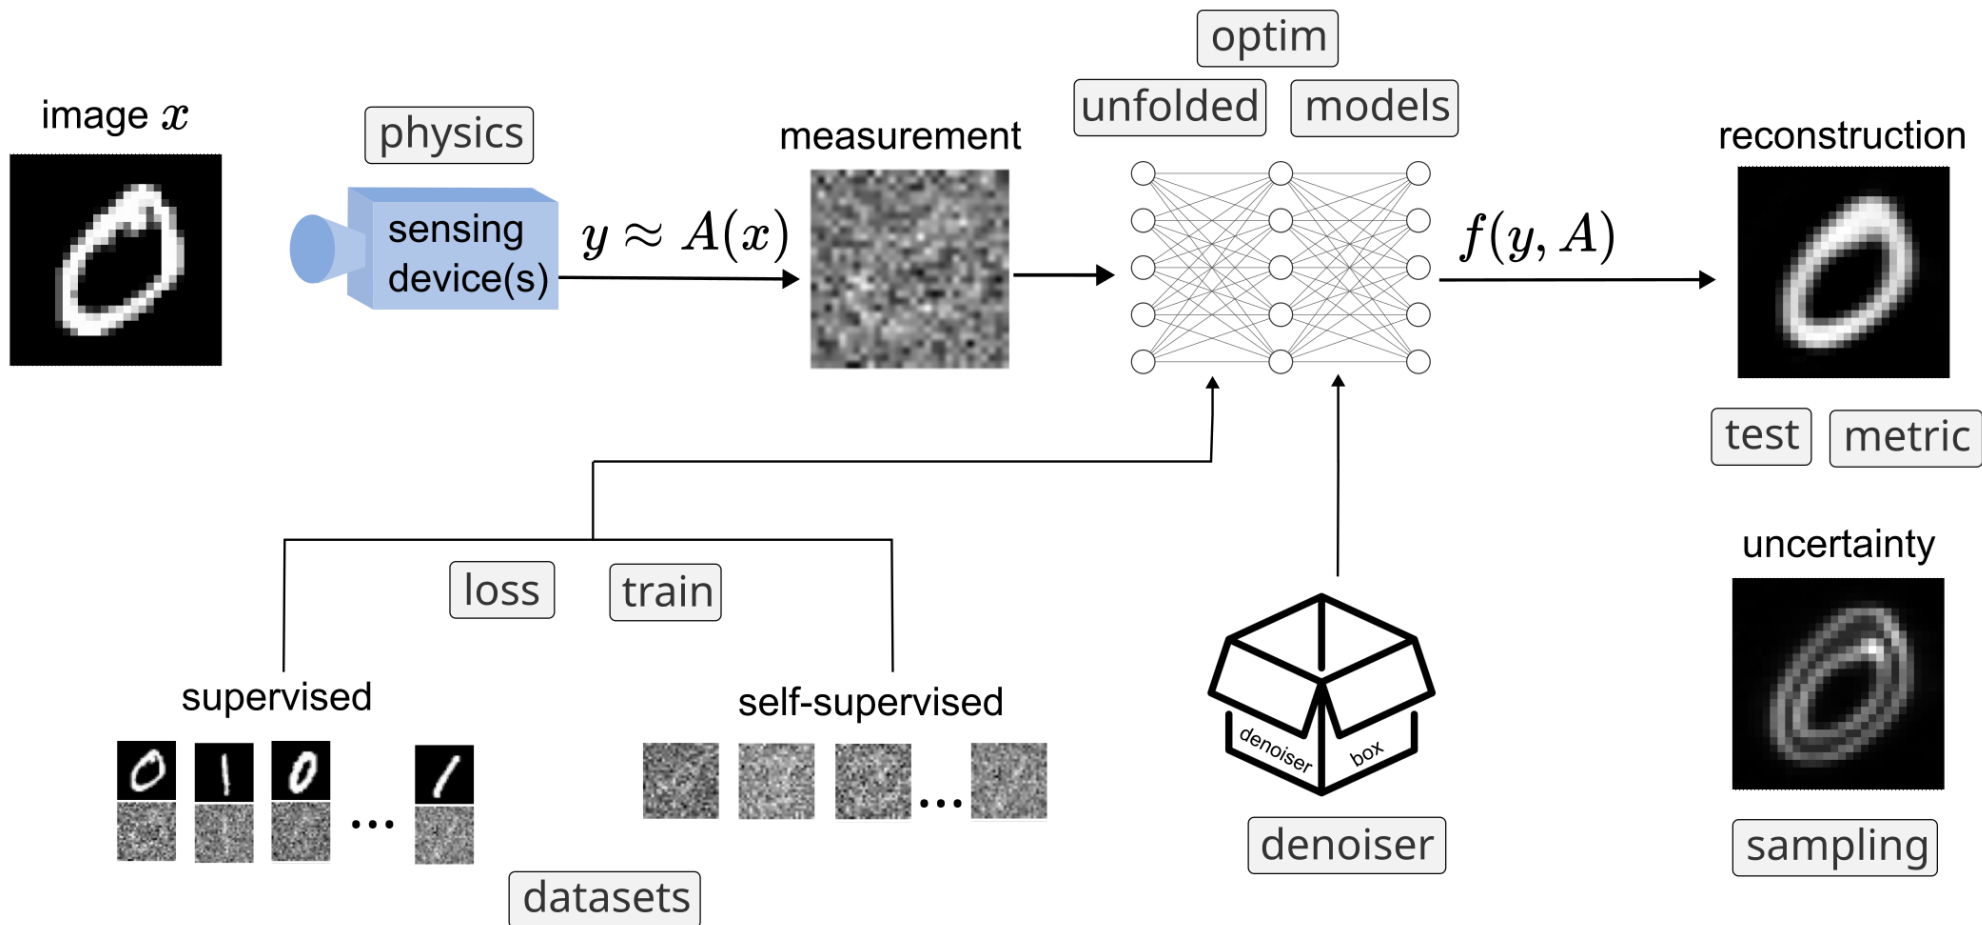 optim
unfolded
models
image x
physics
measurement
reconstruction
sensing
device(s)
y ≈ A(x)
f(y, A)
test
metric
uncertainty
loss
train
supervised
self-supervised
...
...
denoiser
box
denoiser
sampling
datasets